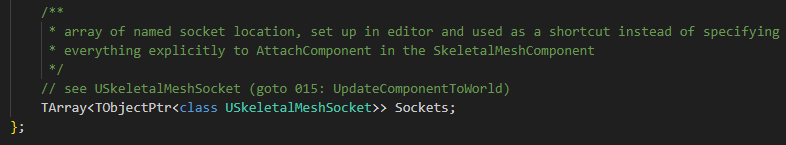 /**
* array of named socket location, set up in editor and used as a shortcut instead of specifying
* everything explicitly to AttachComponent in the SkeletalMeshComponent
*/
// see USkeletalMeshSocket (goto 015: UpdateComponentToWorld)
TArray<TObjectPtr<class USkeletalMeshSocket>> Sockets;
};